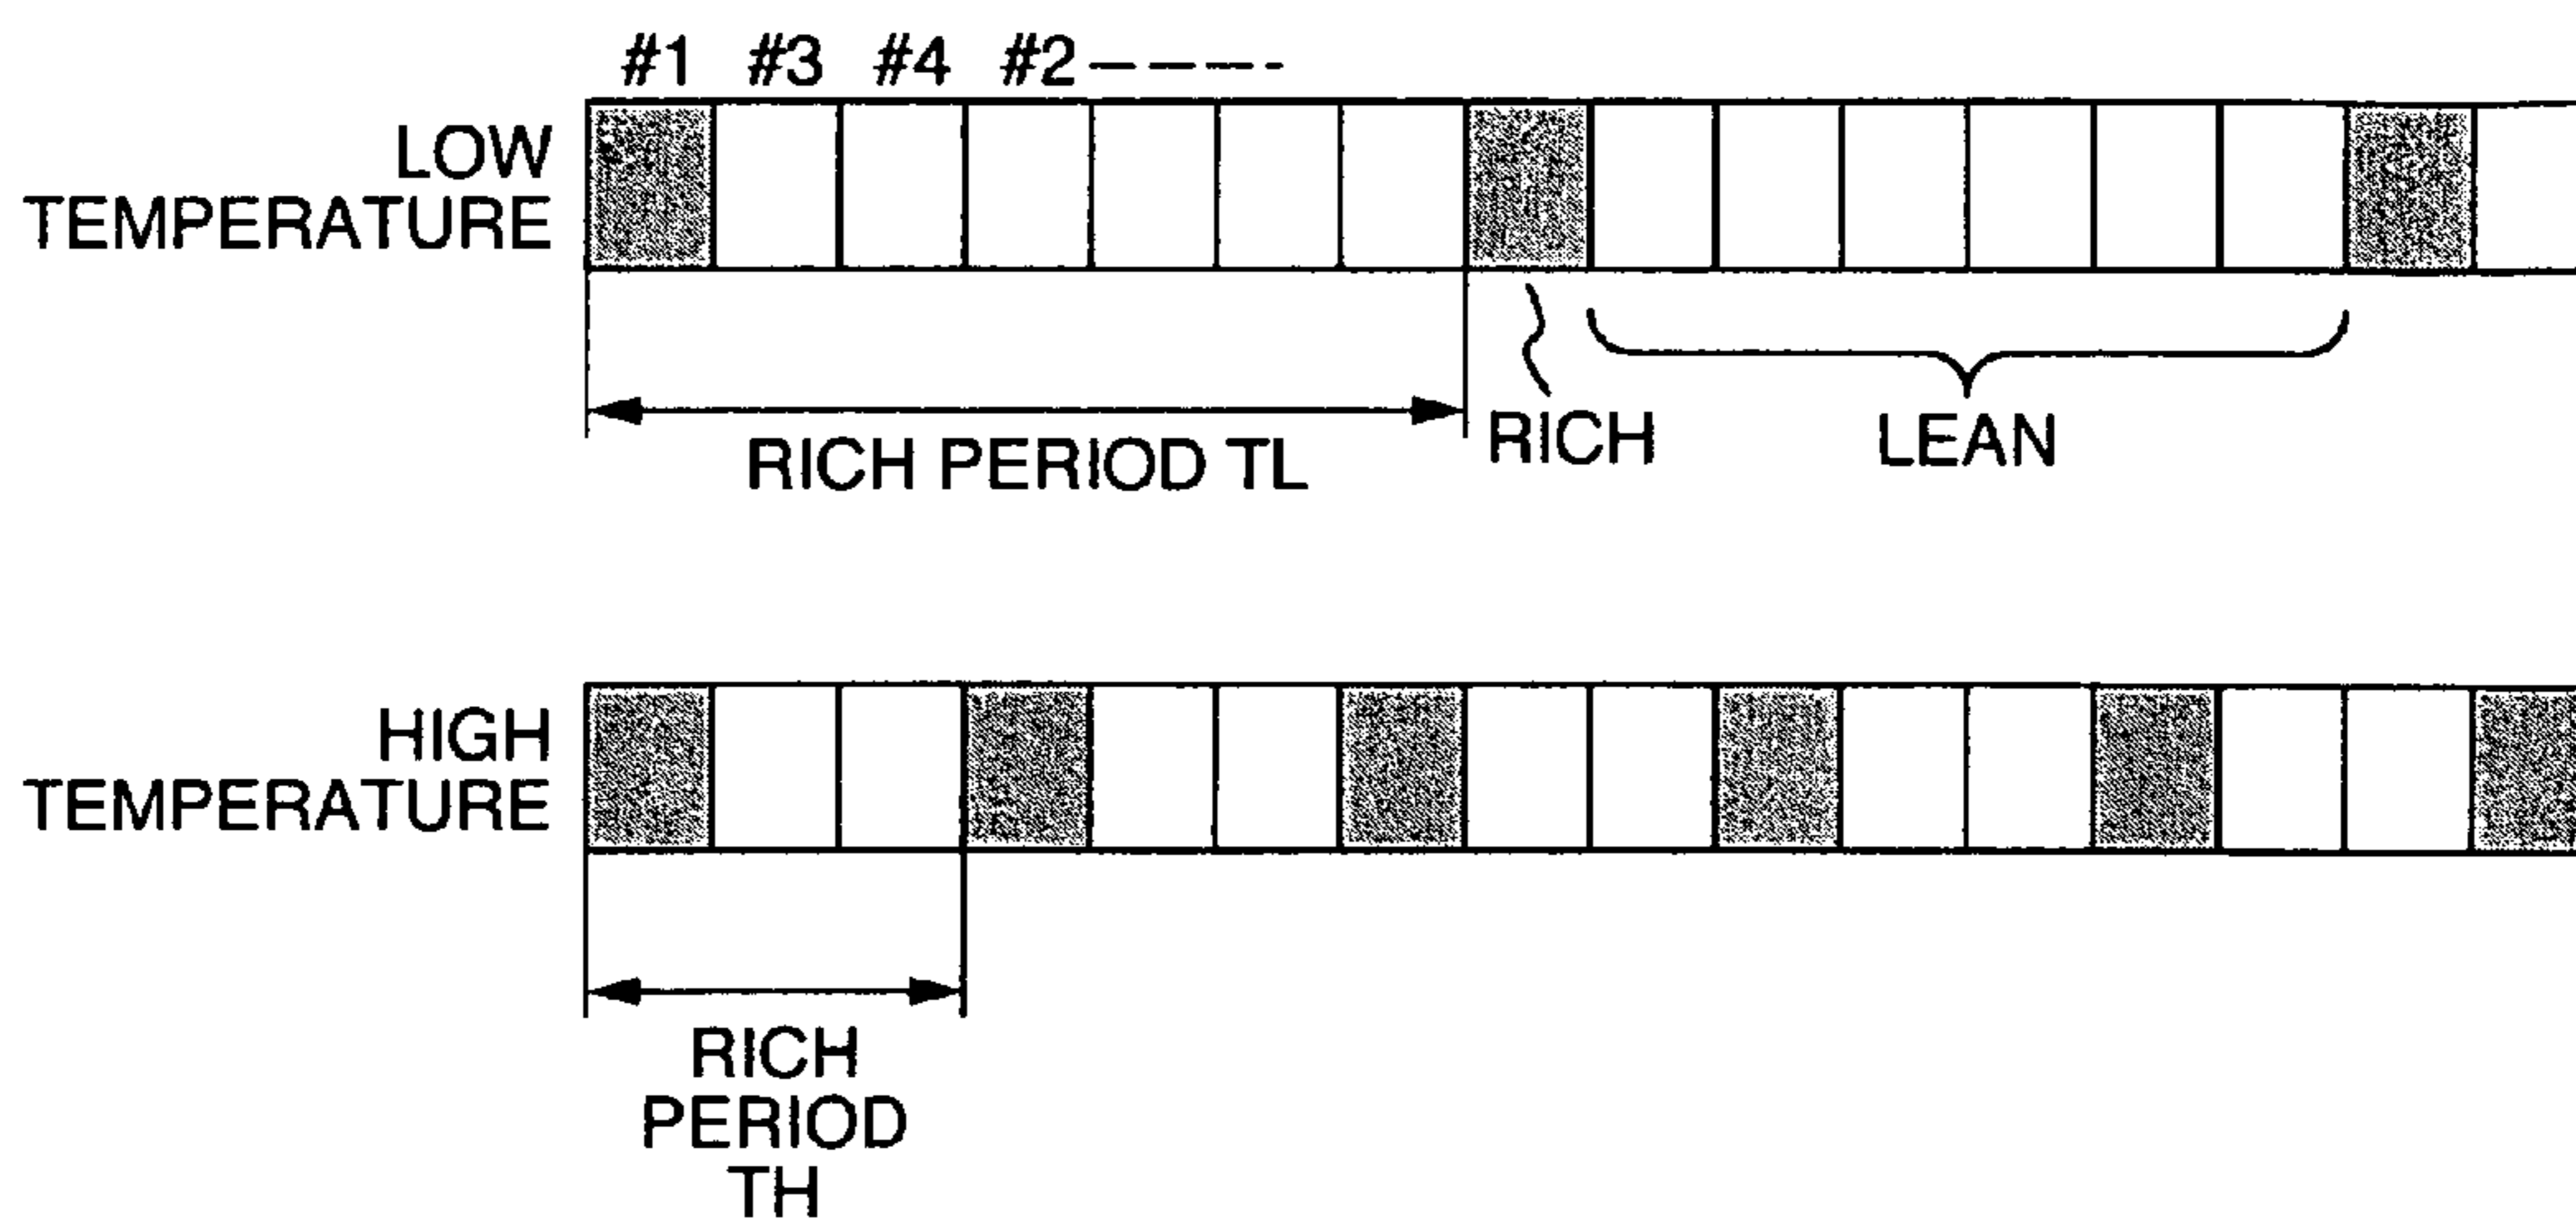 #1 #3 #4 #2----
LOW
TEMPERATURE
RICH PERIOD TL
RICH
LEAN
HIGH
TEMPERATURE
RICH
PERIOD
TH